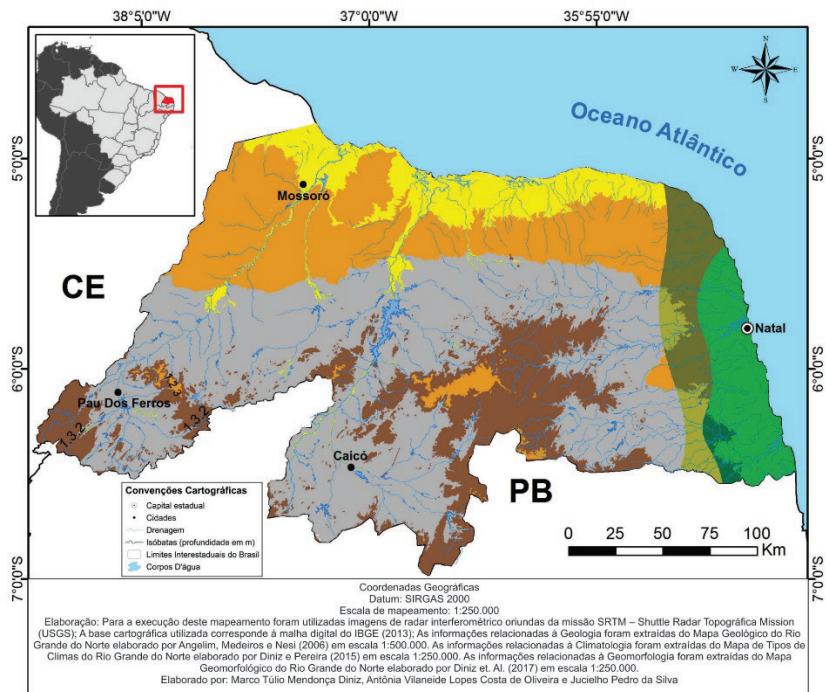 38°5'0"W 37°0'0"W 35°55'0"W
N
W E
S
Oceano Atlântico
5°0'0"S 5°0'0"S
Mossoró
CE
Natal
6°0'0"S 6°0'0"S
1.3.2
Pau Dos Ferros
1.3.2 1.3.2
Caicó
PB
Convenções Cartográficas
Capital estadual
Cidades
Drenagem
Isóbatas (profundidade em m)
Limites Interestaduais do Brasil
Corpos D'água
0 25 50 75 100
Km
7°0'0"S 7°0'0"S
Coordenadas Geográficas
Datum: SIRGAS 2000
Escala de mapeamento: 1:250.000
Elaboração: Para a execução deste mapeamento foram utilizadas imagens de radar interferométrico oriundas da missão SRTM – Shuttle Radar Topográfica Mission
(USGS); A base cartográfica utilizada corresponde à malha digital do IBGE (2013); As informações relacionadas à Geologia foram extraídas do Mapa Geológico do Rio
Grande do Norte elaborado por Angelim, Medeiros e Nesi (2006) em escala 1:500.000. As informações relacionadas à Climatologia foram extraídas do Mapa de Tipos de
Climas do Rio Grande do Norte elaborado por Diniz e Pereira (2015) em escala 1:250.000. As informações relacionadas à Geomorfologia foram extraídas do Mapa
Geomorfológico do Rio Grande do Norte elaborado por Diniz et. Al. (2017) em escala 1:250.000.
Elaborado por: Marco Túlio Mendonça Diniz, Antônia Vilaneide Lopes Costa de Oliveira e Jucielho Pedro da Silva